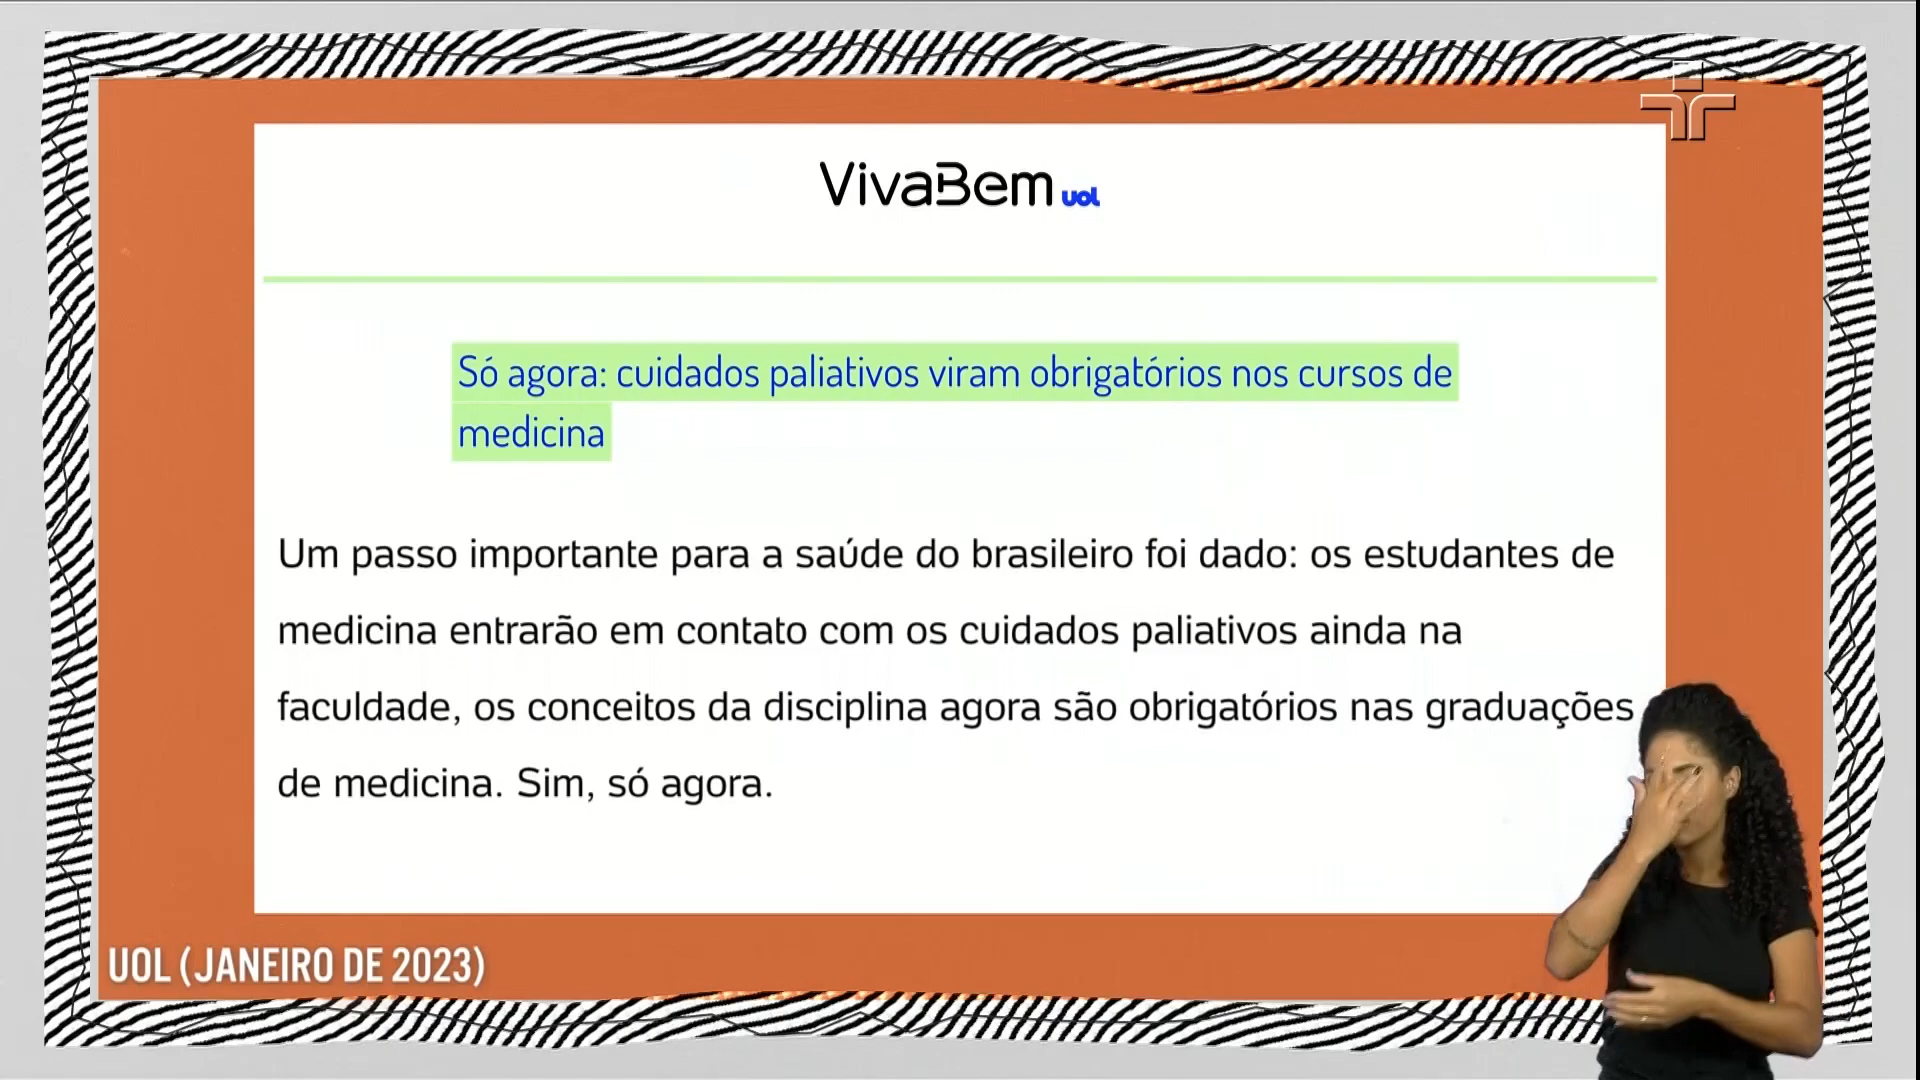 VivaBem uol
Só agora: cuidados paliativos viram obrigatórios nos cursos de
medicina
Um passo importante para a saúde do brasileiro foi dado: os estudantes de
medicina entrarão em contato com os cuidados paliativos ainda na
faculdade, os conceitos da disciplina agora são obrigatórios nas graduações
de medicina. Sim, só agora.
UOL (JANEIRO DE 2023)